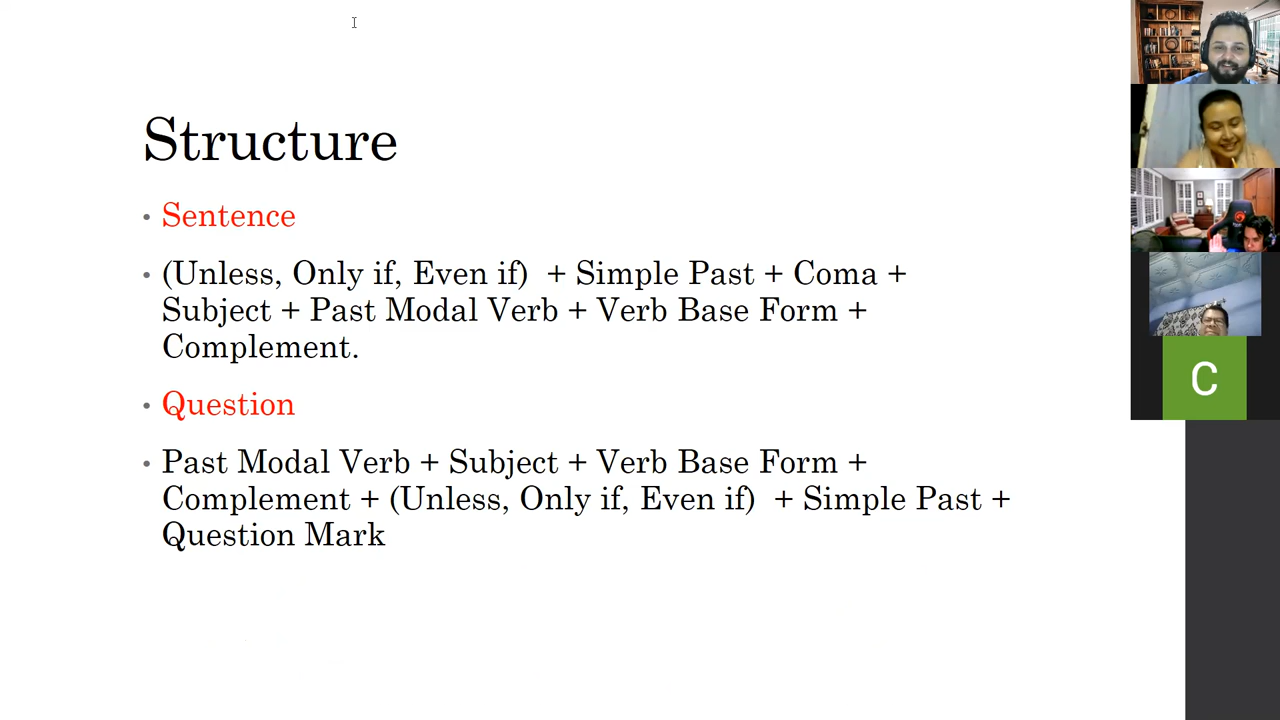 Structure
Sentence
(Unless, Only if, Even if) + Simple Past + Coma +
Subject + Past Modal Verb + Verb Base Form +
Complement.
Question
Past Modal Verb + Subject + Verb Base Form +
Complement + (Unless, Only if, Even if) + Simple Past +
Question Mark
C